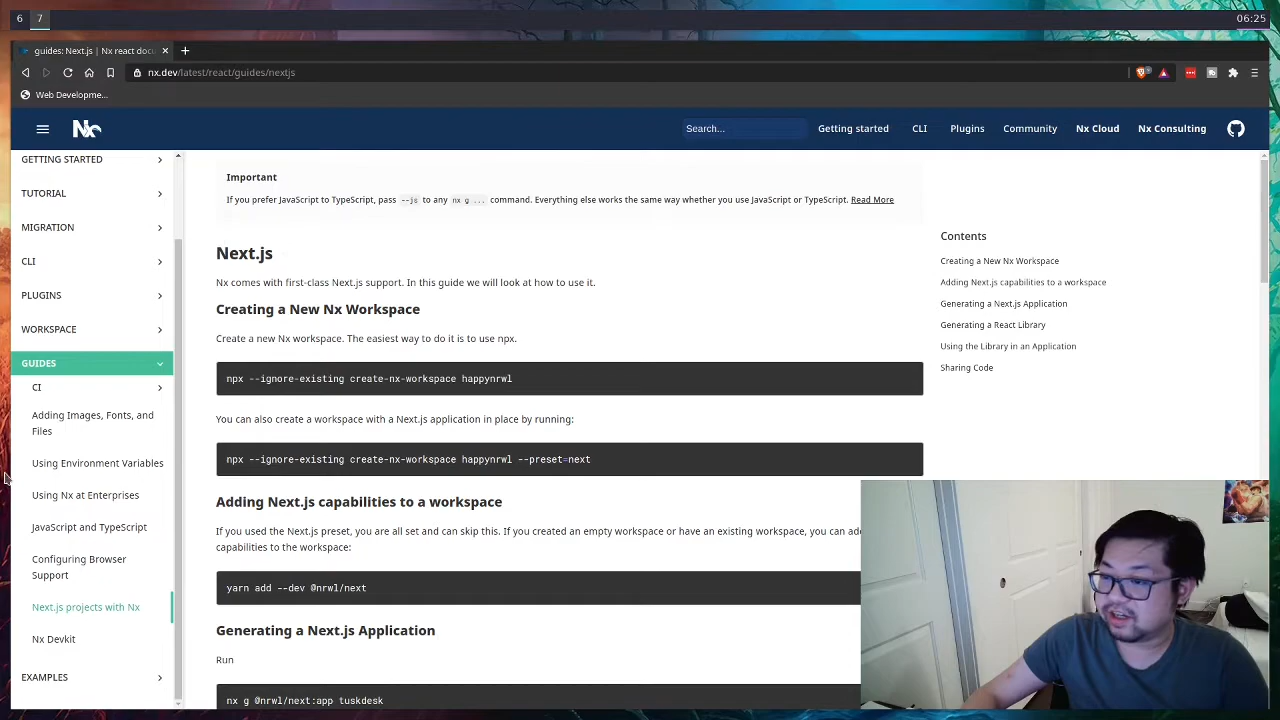 6 7
06:25
guides: Next.js | Nx react docu
nx.dev/latest/react/guides/nextjs
Web Developme...
Nx
Search...
Getting started
CLI
Plugins
Community
Nx Cloud
Nx Consulting
GETTING STARTED
TUTORIAL
MIGRATION
CLI
PLUGINS
WORKSPACE
GUIDES
CI
Adding Images, Fonts, and
Files
Using Environment Variables
Using Nx at Enterprises
JavaScript and TypeScript
Configuring Browser
Support
Next.js projects with Nx
Nx Devkit
EXAMPLES
Important
If you prefer JavaScript to TypeScript, pass --js to any nx g ... command. Everything else works the same way whether you use JavaScript or TypeScript. Read More
Next.js
Nx comes with first-class Next.js support. In this guide we will look at how to use it.
Creating a New Nx Workspace
Create a new Nx workspace. The easiest way to do it is to use npx.
npx --ignore-existing create-nx-workspace happynrwl
You can also create a workspace with a Next.js application in place by running:
npx --ignore-existing create-nx-workspace happynrwl --preset=next
Adding Next.js capabilities to a workspace
If you used the Next.js preset, you are all set and can skip this. If you created an empty workspace or have an existing workspace, you can add
capabilities to the workspace:
yarn add --dev @nrwl/next
Generating a Next.js Application
Run
nx g @nrwl/next:app tuskdesk
Contents
Creating a New Nx Workspace
Adding Next.js capabilities to a workspace
Generating a Next.js Application
Generating a React Library
Using the Library in an Application
Sharing Code